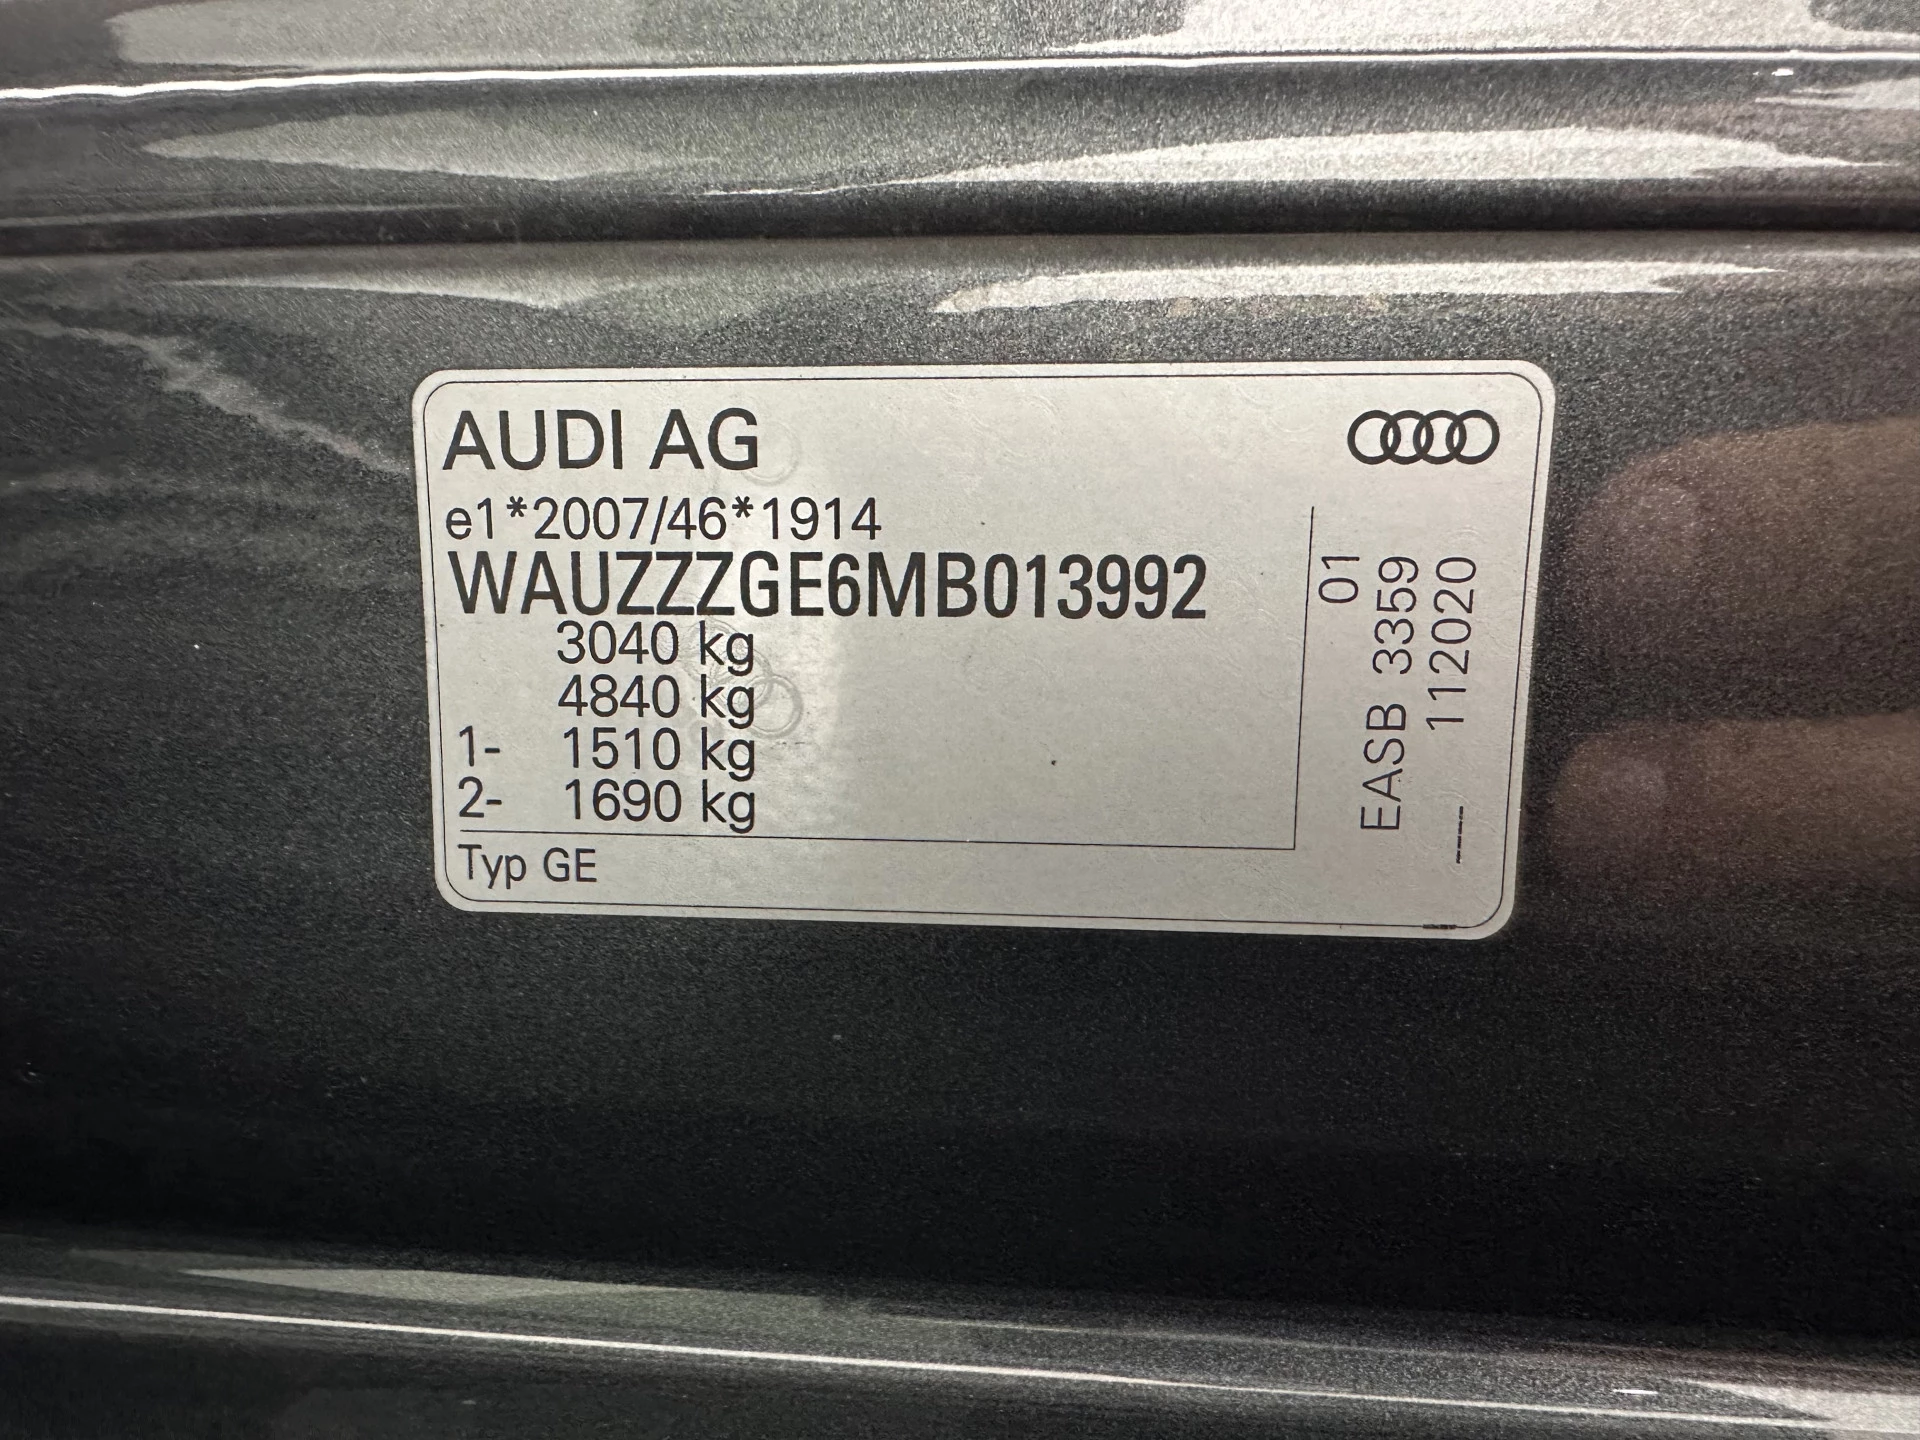 AUDI AG
e1*2007/46*1914
WAUZZZGE6MB013992
3040 kg
4840 kg
1- 1510 kg
2- 1690 kg
Typ GE
01
EASB 3359
112020